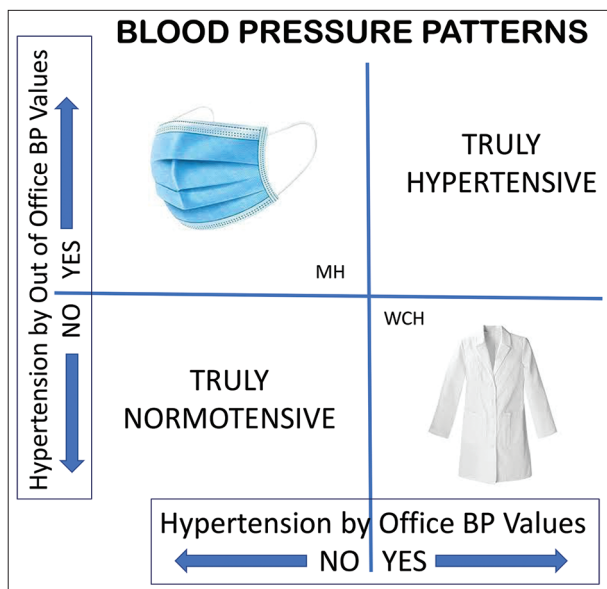 BLOOD PRESSURE PATTERNS
Hypertension by Out of Office BP Values
NO YES
TRULY
HYPERTENSIVE
MH
WCH
TRULY
NORMOTENSIVE
Hypertension by Office BP Values
NO YES